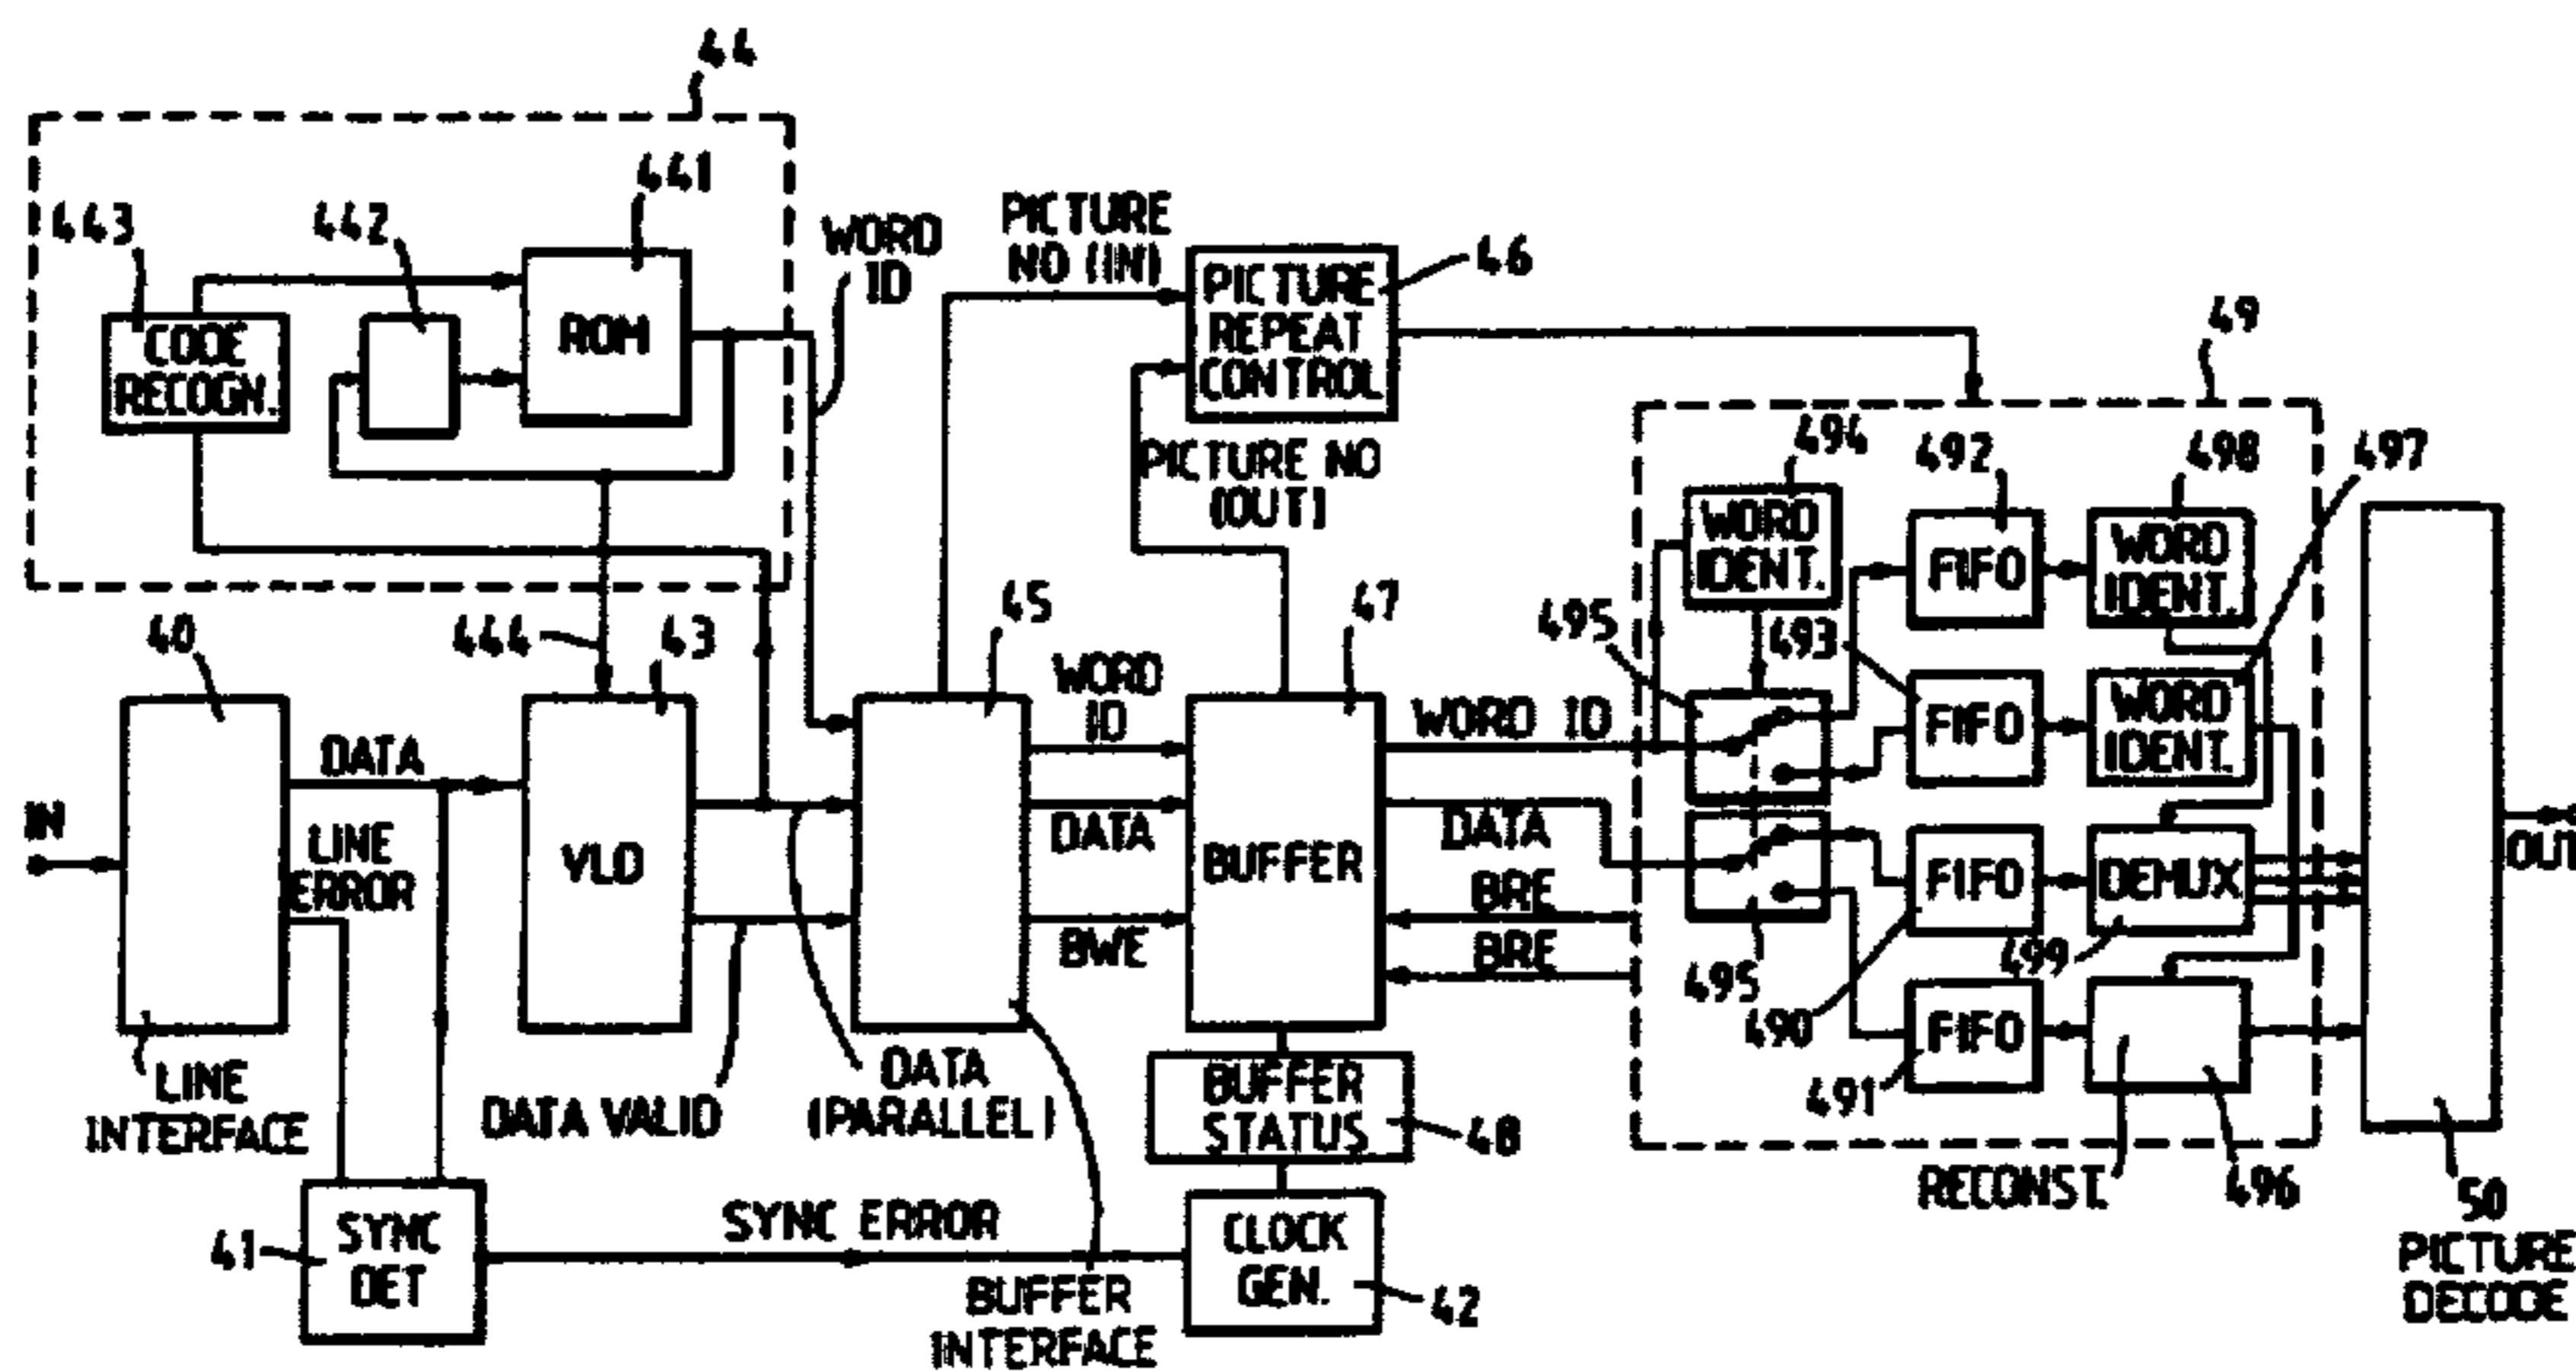 44
441
443
442
WORD
ID
PICTURE
NO (IN)
46
CODE
RECOGN.
ROM
PICTURE
REPEAT
CONTROL
49
PICTURE NO
(OUT)
494
492
498
497
WORD
IDENT.
FIFO
WORD
IDENT.
40
444
43
45
47
495
493
WORD
ID
WORD ID
FIFO
WORD
IDENT.
DATA
IN
LINE
ERROR
VLD
DATA
BUFFER
DATA
FIFO
DEMUX
OUT
BRE
BWE
BRE
495
490
499
FIFO
491
LINE
INTERFACE
DATA VALID
DATA
(PARALLEL)
BUFFER
STATUS
48
RECONST.
496
50
PICTURE
DECODE
41
SYNC
DET
SYNC ERROR
CLOCK
GEN.
42
BUFFER
INTERFACE